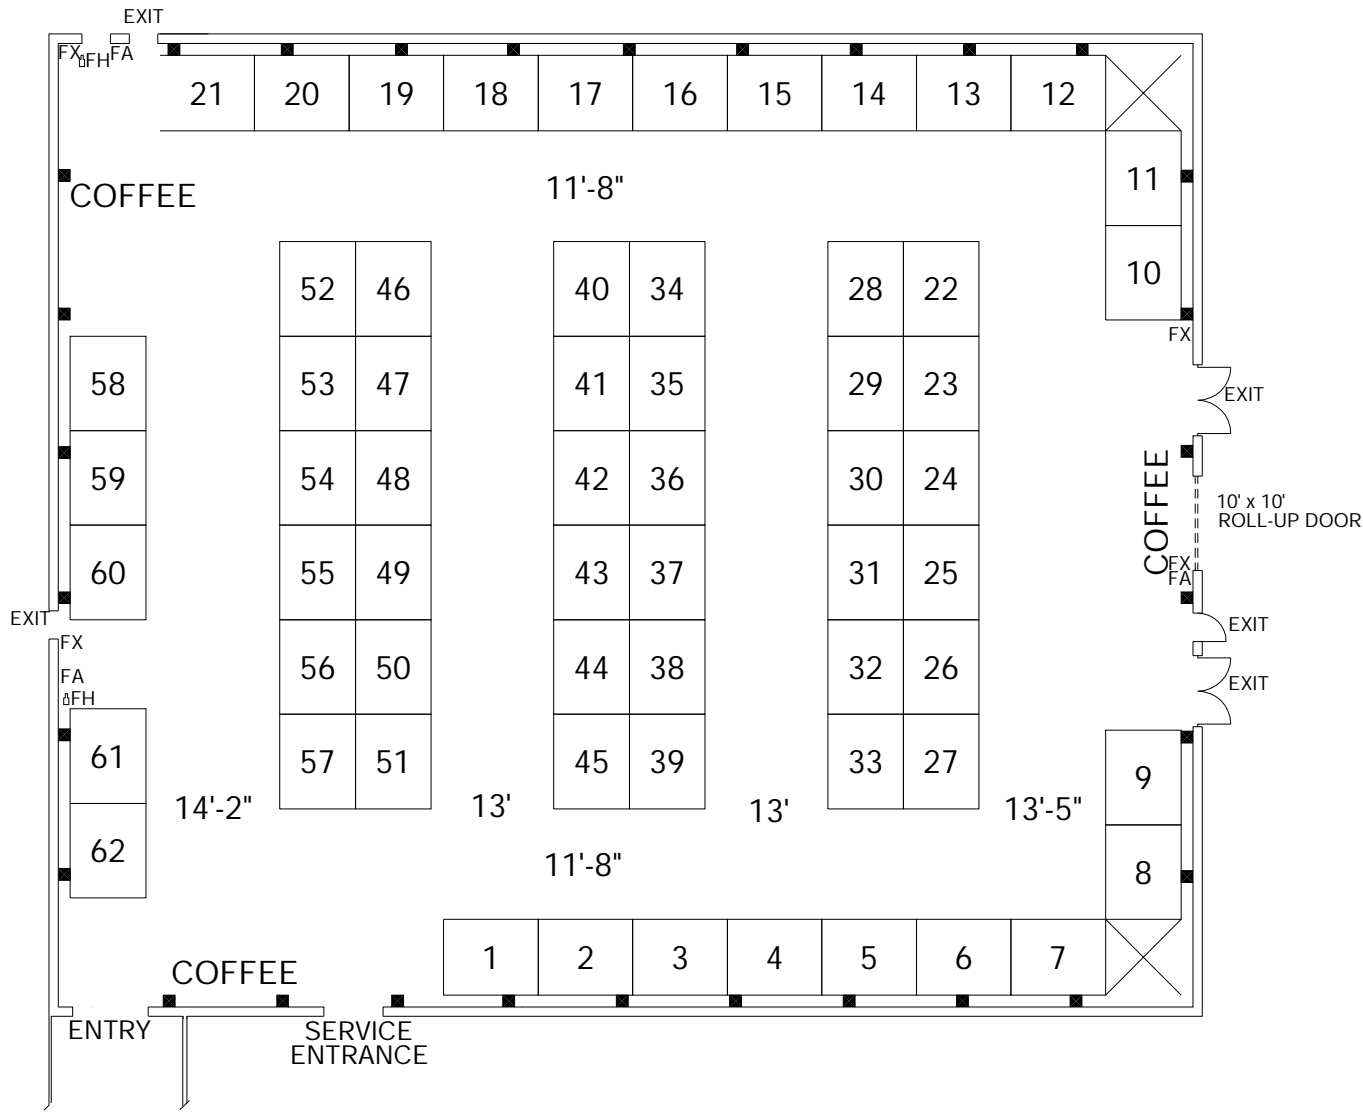 EXIT
FX FA
FH
21 20 19 18 17 16 15 14 13 12
11
COFFEE
11'-8"
10
52 46 40 34 28 22
FX
58 53 47 41 35 29 23
EXIT
59 54 48 42 36 30 24
COFFEE
10' x 10'
ROLL-UP DOOR
60 55 49 43 37 31 25
FX
FA
EXIT
EXIT
FX
56 50 44 38 32 26
FA
FH
EXIT
61 57 51 45 39 33 27
9
14'-2" 13' 13' 13'-5"
62
11'-8"
8
1 2 3 4 5 6 7
COFFEE
ENTRY
SERVICE
ENTRANCE